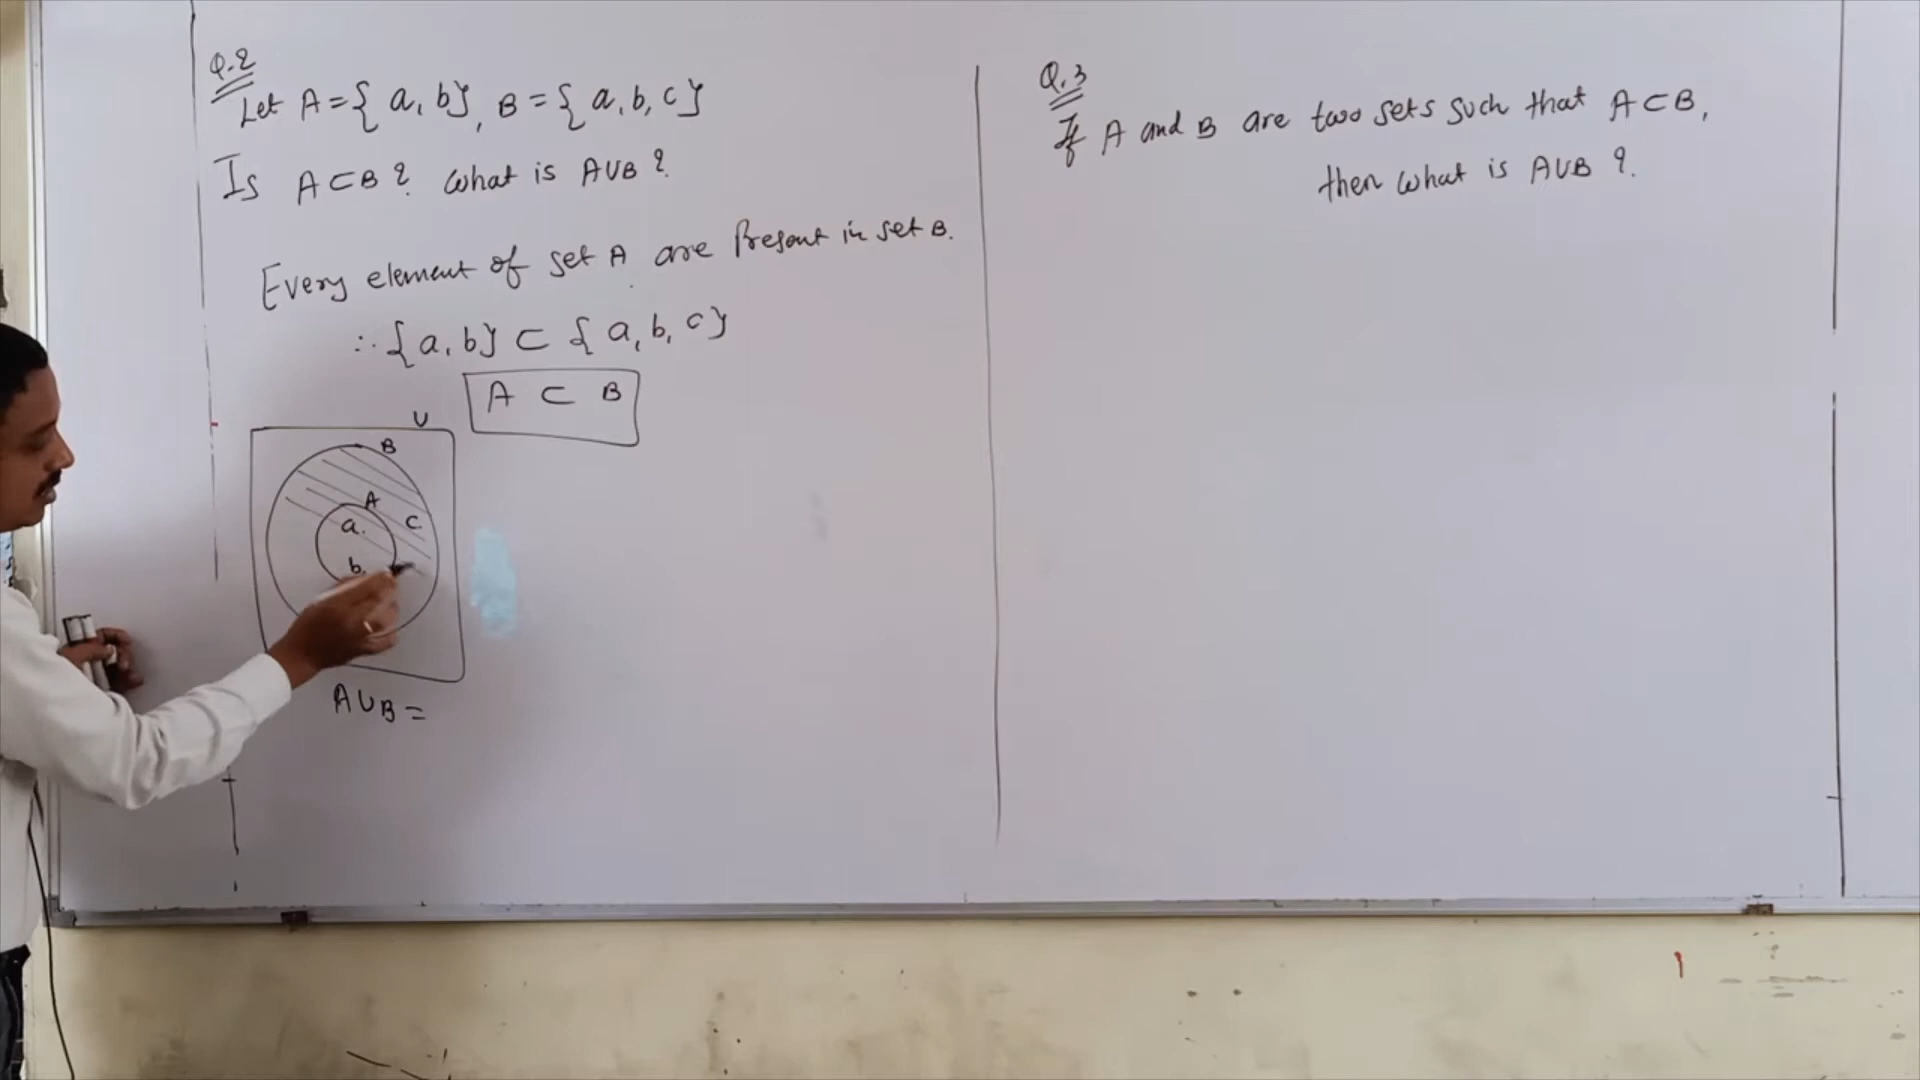 Q.2
Let A = { a, b}, B = { a, b, c}
Is A ⊂ B ? What is A∪B ?
Every element of set A are Present in set B.
∴ {a, b} ⊂ { a, b, c}
A ⊂ B
U
B
A
a.
c
b.
A∪B =
Q.3
If A and B are two sets such that A ⊂ B,
then what is A∪B ?